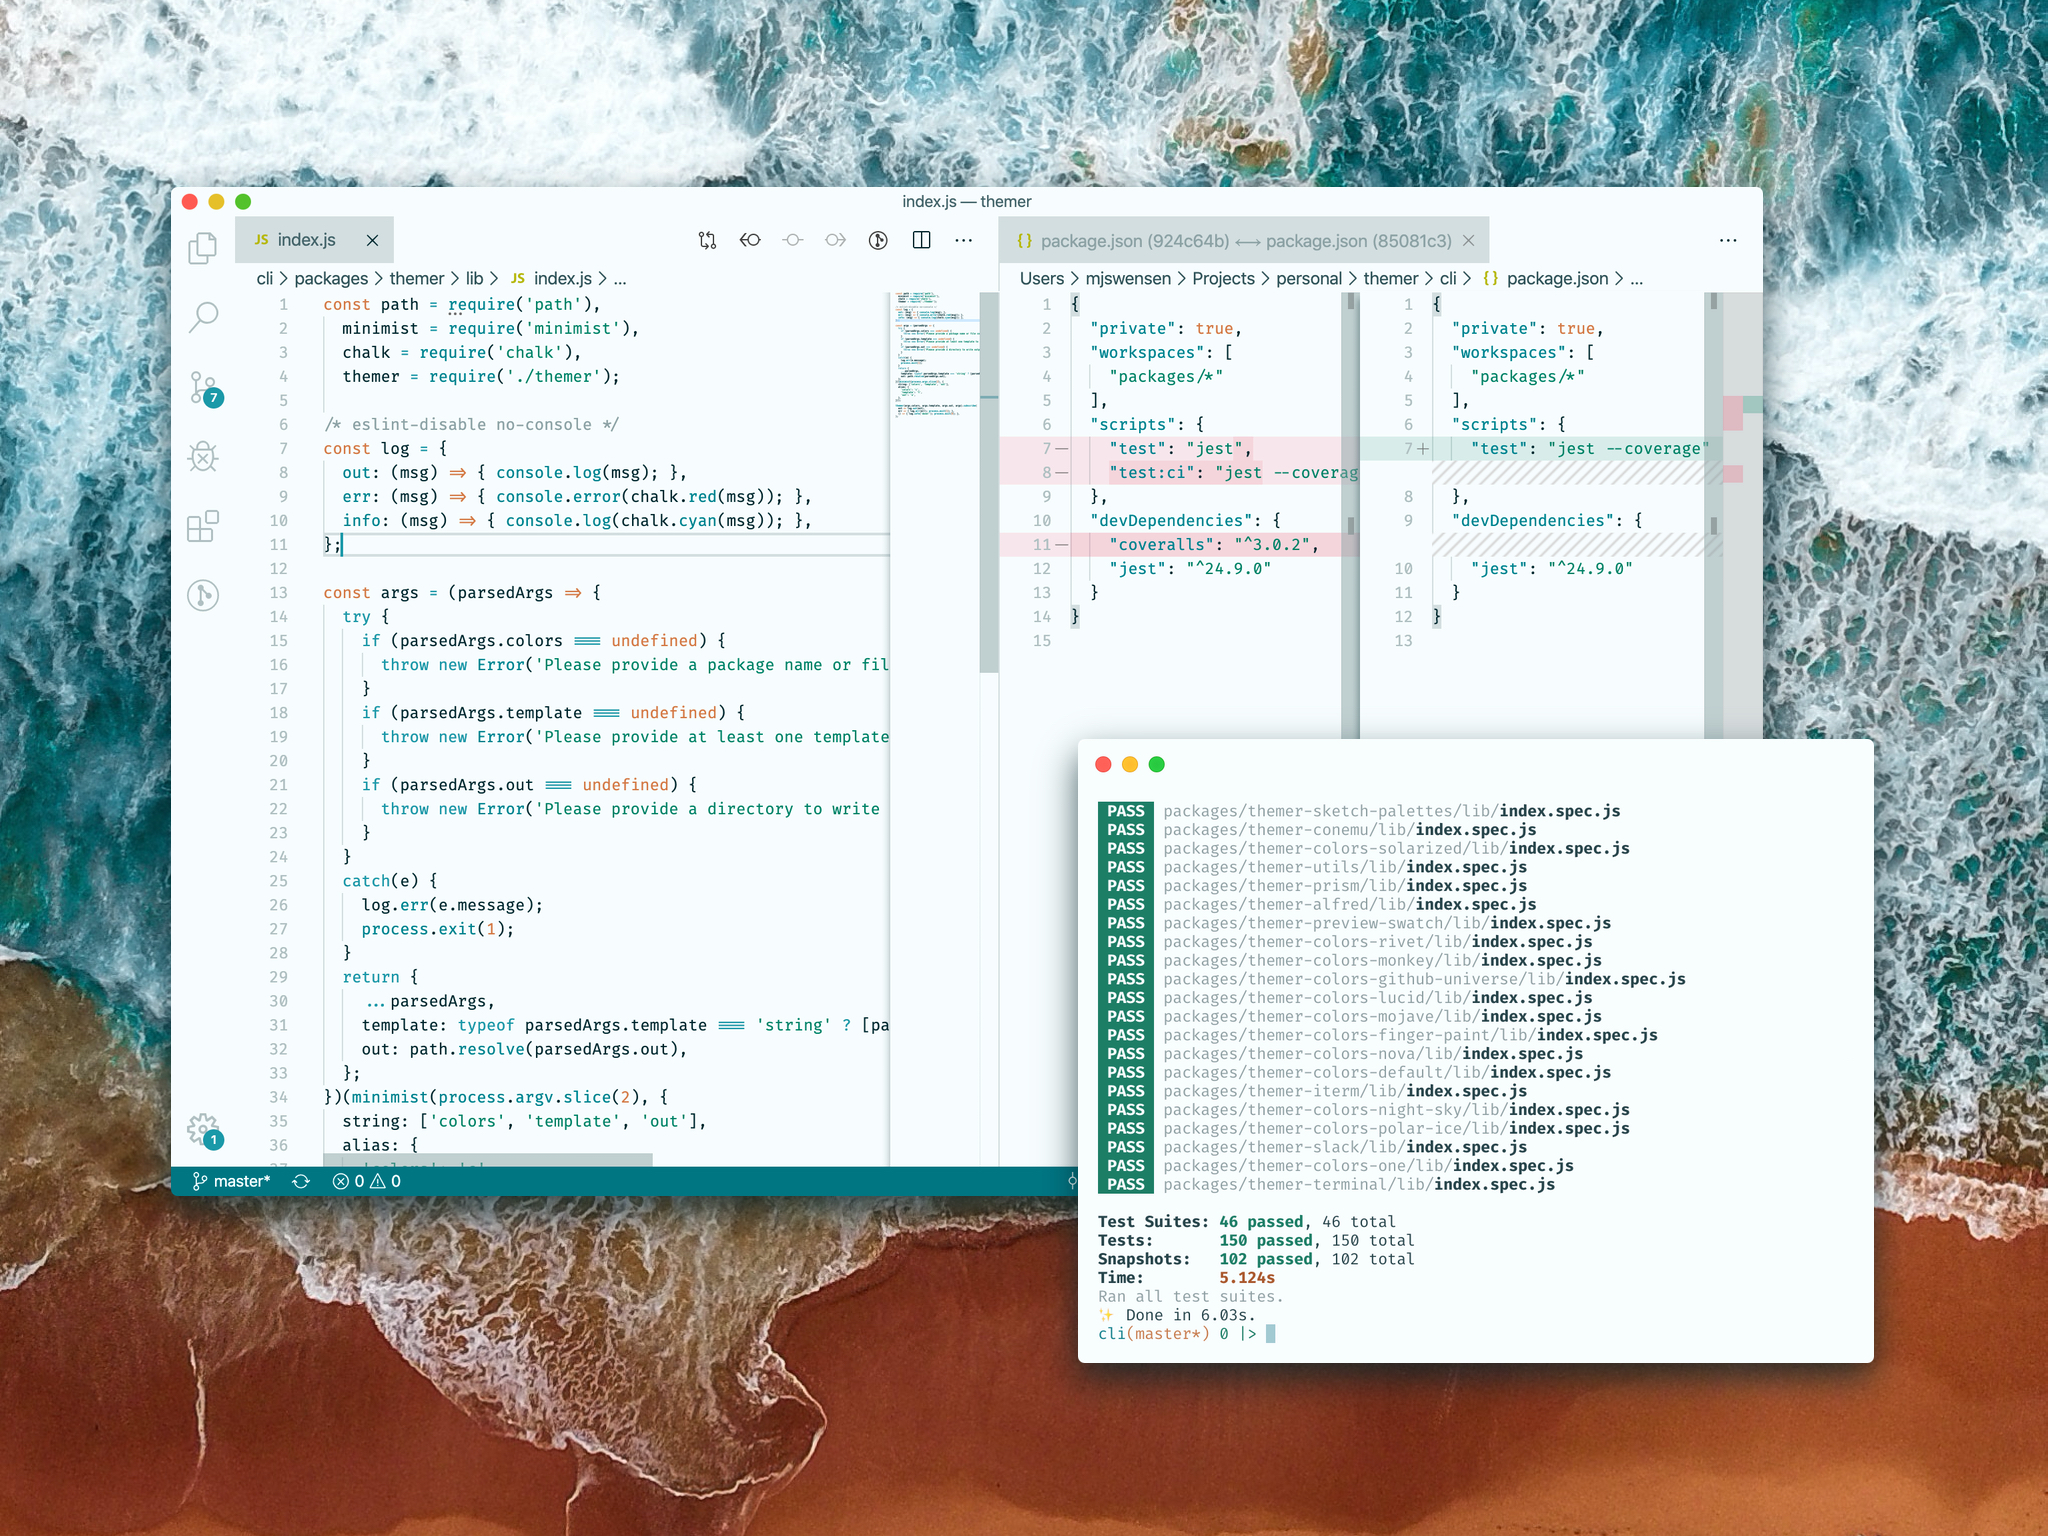 index.js — themer
JS index.js
{} package.json (924c64b) ⟷ package.json (85081c3)
cli > packages > themer > lib > JS index.js > ...
Users > mjswensen > Projects > personal > themer > cli > {} package.json > ...
1 const path = require('path'),
2 minimist = require('minimist'),
3 chalk = require('chalk'),
4 themer = require('./themer');
5
6 /* eslint-disable no-console */
7 const log = {
8 out: (msg) => { console.log(msg); },
9 err: (msg) => { console.error(chalk.red(msg)); },
10 info: (msg) => { console.log(chalk.cyan(msg)); },
11 };
12
13 const args = (parsedArgs => {
14 try {
15 if (parsedArgs.colors === undefined) {
16 throw new Error('Please provide a package name or fil
17 }
18 if (parsedArgs.template === undefined) {
19 throw new Error('Please provide at least one template
20 }
21 if (parsedArgs.out === undefined) {
22 throw new Error('Please provide a directory to write
23 }
24 }
25 catch(e) {
26 log.err(e.message);
27 process.exit(1);
28 }
29 return {
30 ...parsedArgs,
31 template: typeof parsedArgs.template === 'string' ? [pa
32 out: path.resolve(parsedArgs.out),
33 };
34 })(minimist(process.argv.slice(2), {
35 string: ['colors', 'template', 'out'],
36 alias: {
1 {
2 "private": true,
3 "workspaces": [
4 "packages/*"
5 ],
6 "scripts": {
7 − "test": "jest",
8 − "test:ci": "jest --coverag
9 },
10 "devDependencies": {
11 − "coveralls": "^3.0.2",
12 "jest": "^24.9.0"
13 }
14 }
15
1 {
2 "private": true,
3 "workspaces": [
4 "packages/*"
5 ],
6 "scripts": {
7 + "test": "jest --coverage"
8 },
9 "devDependencies": {
10 "jest": "^24.9.0"
11 }
12 }
13
7
1
master* 0 0
PASS packages/themer-sketch-palettes/lib/index.spec.js
PASS packages/themer-conemu/lib/index.spec.js
PASS packages/themer-colors-solarized/lib/index.spec.js
PASS packages/themer-utils/lib/index.spec.js
PASS packages/themer-prism/lib/index.spec.js
PASS packages/themer-alfred/lib/index.spec.js
PASS packages/themer-preview-swatch/lib/index.spec.js
PASS packages/themer-colors-rivet/lib/index.spec.js
PASS packages/themer-colors-monkey/lib/index.spec.js
PASS packages/themer-colors-github-universe/lib/index.spec.js
PASS packages/themer-colors-lucid/lib/index.spec.js
PASS packages/themer-colors-mojave/lib/index.spec.js
PASS packages/themer-colors-finger-paint/lib/index.spec.js
PASS packages/themer-colors-nova/lib/index.spec.js
PASS packages/themer-colors-default/lib/index.spec.js
PASS packages/themer-iterm/lib/index.spec.js
PASS packages/themer-colors-night-sky/lib/index.spec.js
PASS packages/themer-colors-polar-ice/lib/index.spec.js
PASS packages/themer-slack/lib/index.spec.js
PASS packages/themer-colors-one/lib/index.spec.js
PASS packages/themer-terminal/lib/index.spec.js
Test Suites: 46 passed, 46 total
Tests: 150 passed, 150 total
Snapshots: 102 passed, 102 total
Time: 5.124s
Ran all test suites.
✨ Done in 6.03s.
cli(master*) 0 |>